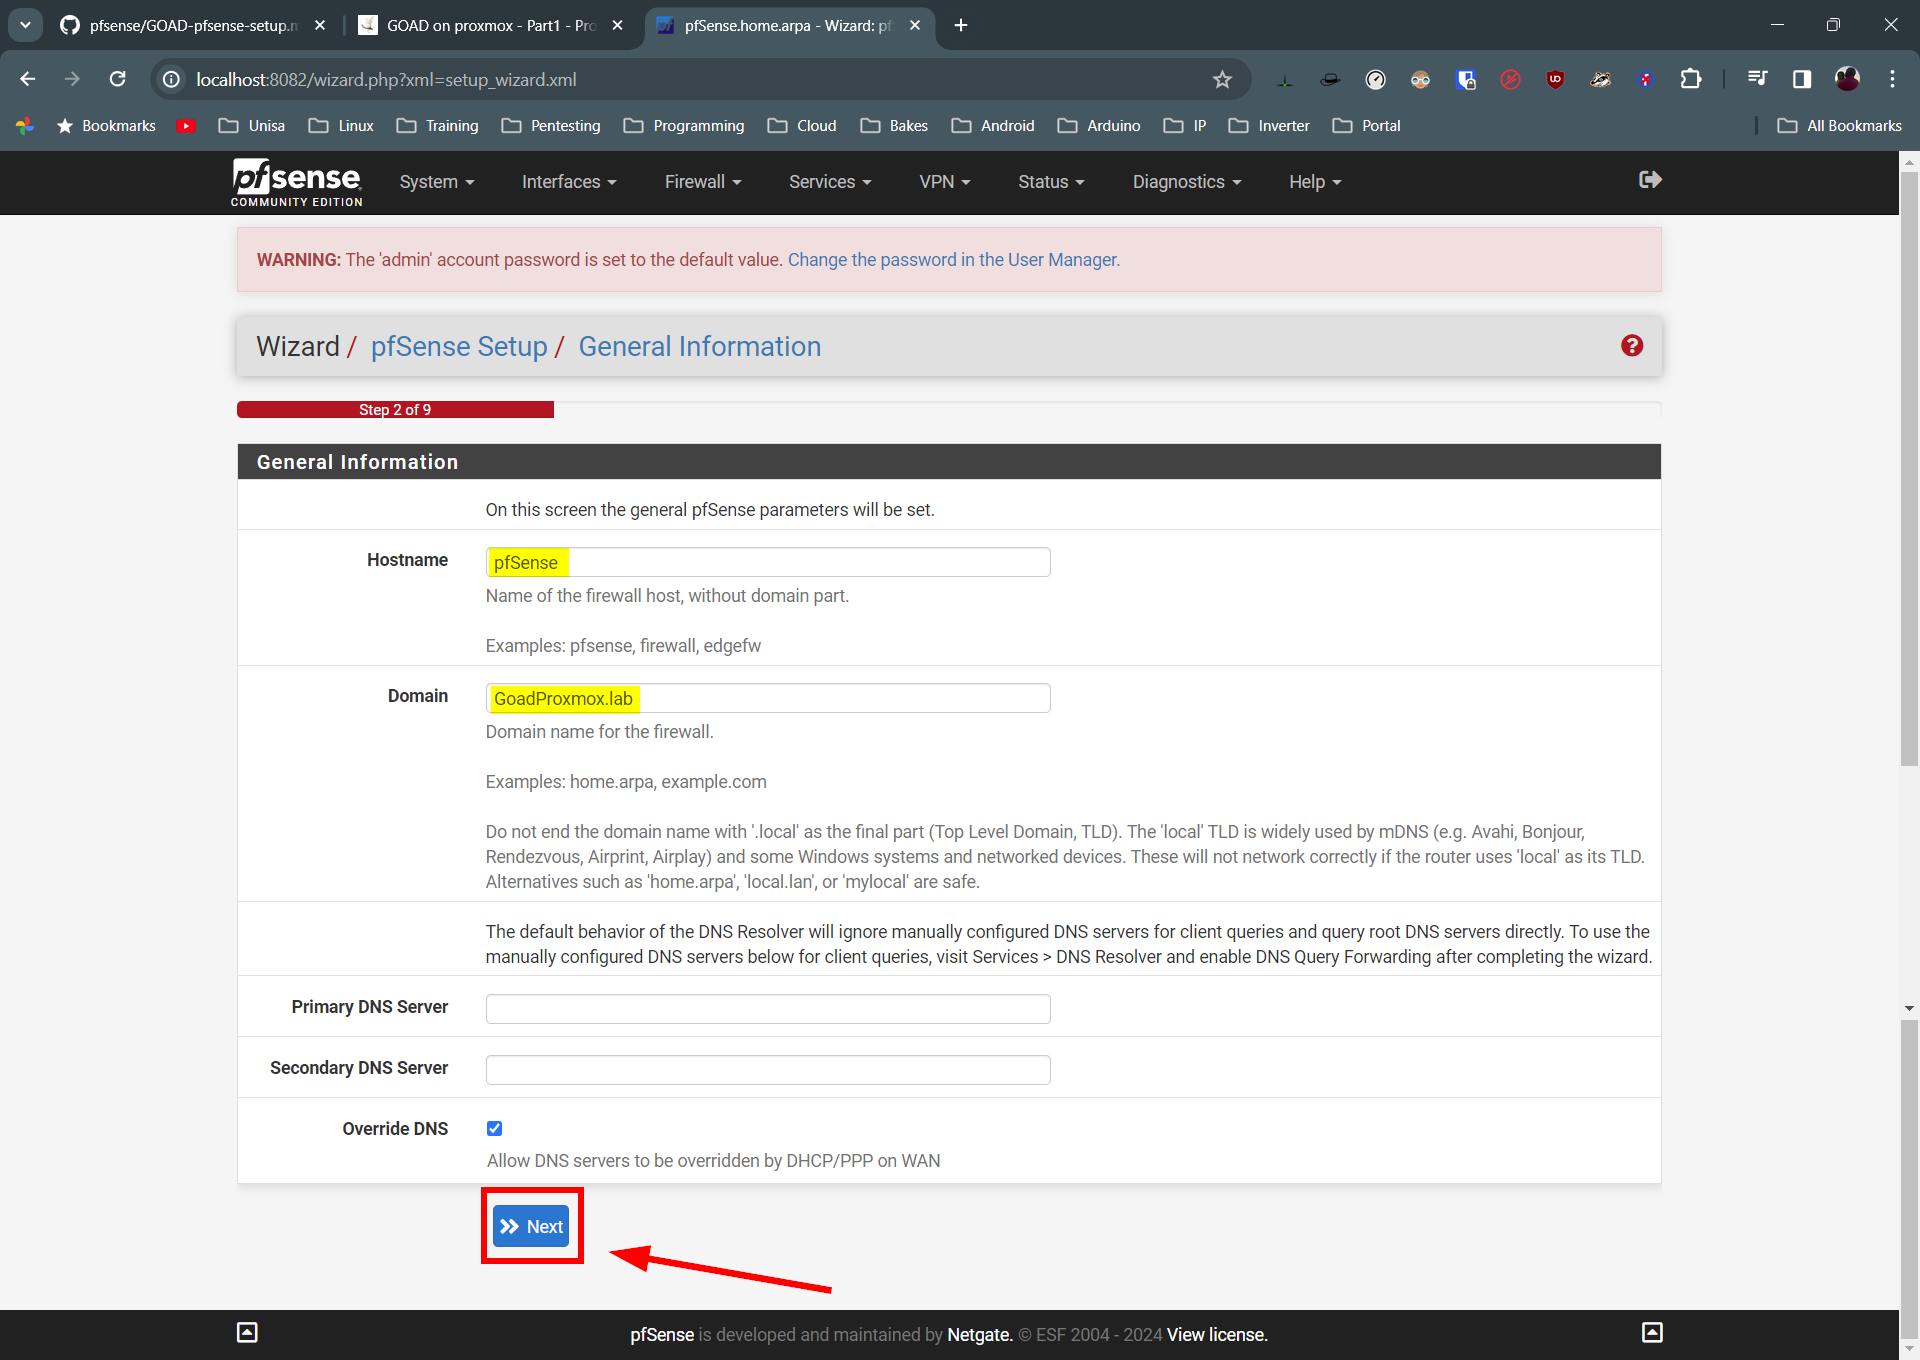 pfsense/GOAD-pfsense-setup.m
GOAD on proxmox - Part1 - Pro
pfSense.home.arpa - Wizard: pf
localhost:8082/wizard.php?xml=setup_wizard.xml
Bookmarks
Unisa
Linux
Training
Pentesting
Programming
Cloud
Bakes
Android
Arduino
IP
Inverter
Portal
All Bookmarks
pfsense
COMMUNITY EDITION
System
Interfaces
Firewall
Services
VPN
Status
Diagnostics
Help
WARNING: The 'admin' account password is set to the default value. Change the password in the User Manager.
Wizard / pfSense Setup / General Information
Step 2 of 9
General Information
On this screen the general pfSense parameters will be set.
Hostname
pfSense
Name of the firewall host, without domain part.
Examples: pfsense, firewall, edgefw
Domain
GoadProxmox.lab
Domain name for the firewall.
Examples: home.arpa, example.com
Do not end the domain name with '.local' as the final part (Top Level Domain, TLD). The 'local' TLD is widely used by mDNS (e.g. Avahi, Bonjour,
Rendezvous, Airprint, Airplay) and some Windows systems and networked devices. These will not network correctly if the router uses 'local' as its TLD.
Alternatives such as 'home.arpa', 'local.lan', or 'mylocal' are safe.
The default behavior of the DNS Resolver will ignore manually configured DNS servers for client queries and query root DNS servers directly. To use the
manually configured DNS servers below for client queries, visit Services > DNS Resolver and enable DNS Query Forwarding after completing the wizard.
Primary DNS Server
Secondary DNS Server
Override DNS
Allow DNS servers to be overridden by DHCP/PPP on WAN
Next
pfSense is developed and maintained by Netgate. © ESF 2004 - 2024 View license.